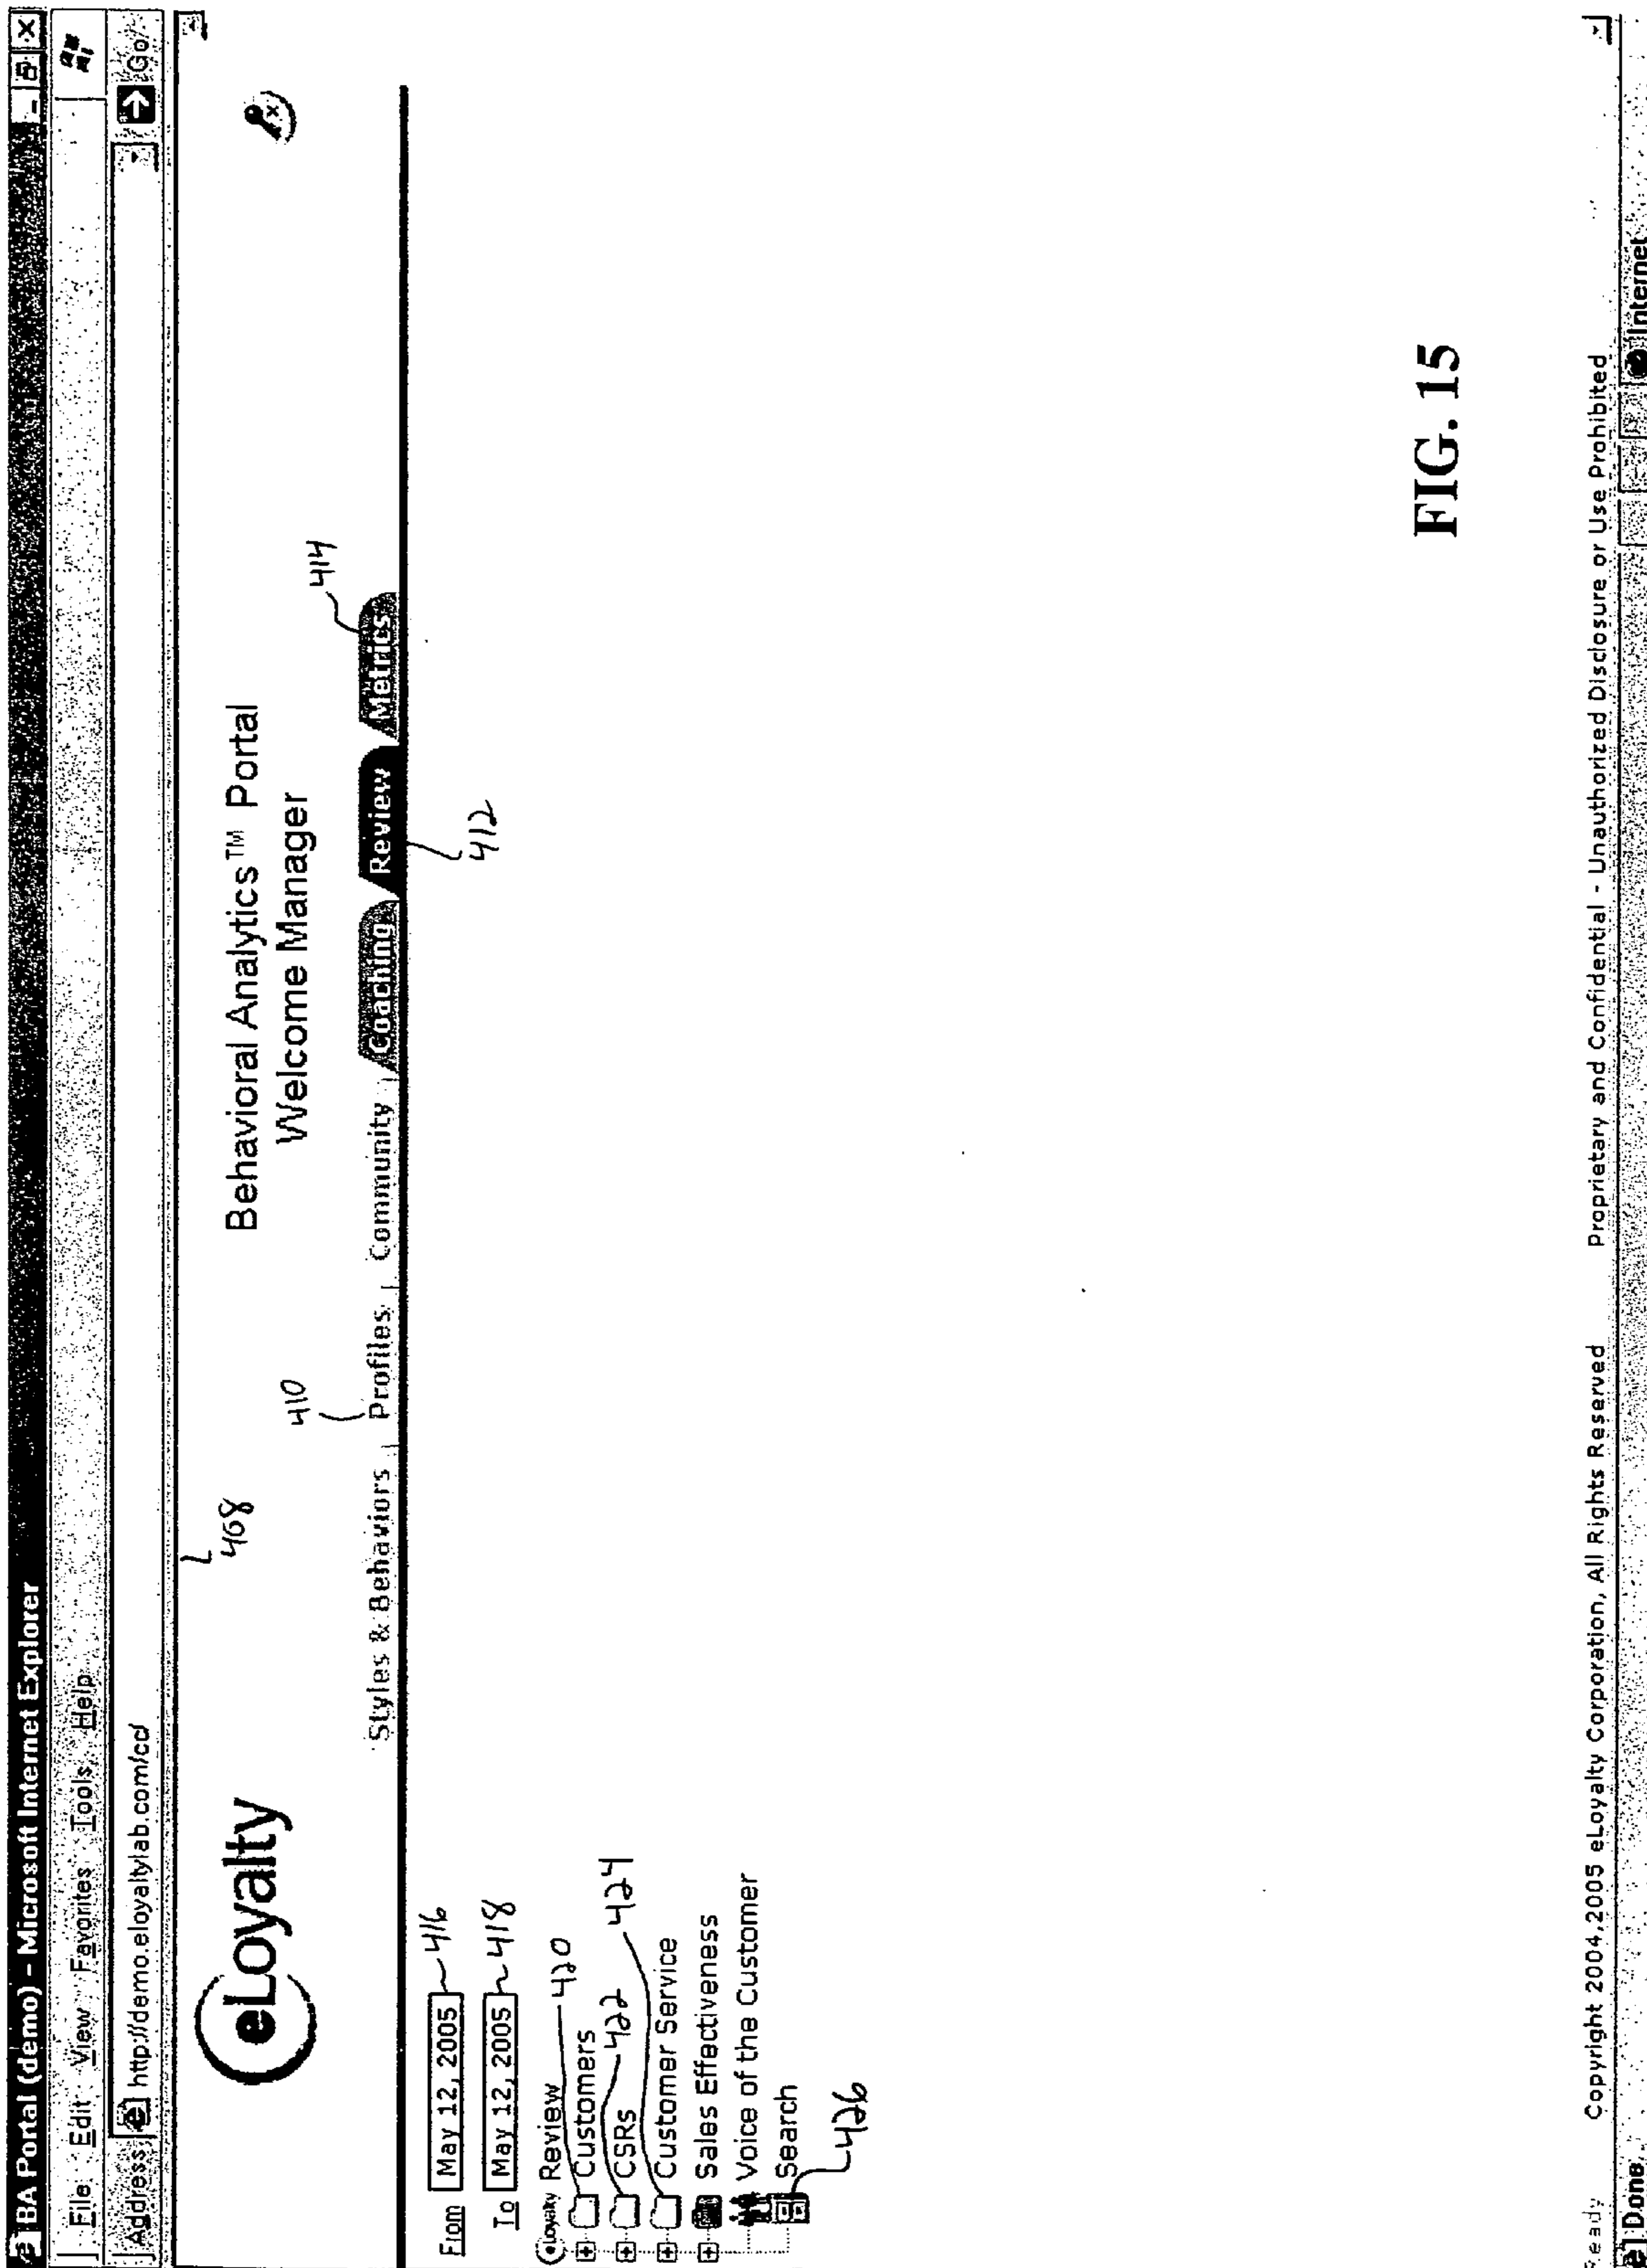 BA Portal (demo) - Microsoft Internet Explorer
File Edit View Favorites Tools Help
Address http://demo.eloyaltylab.com/cd/ Go
408
eLoyalty
Behavioral Analytics™ Portal
Welcome Manager
410
414
Styles & Behaviors | Profiles | Community | Coaching Review Metrics
412
From May 12, 2005 416
To May 12, 2005 418
eLoyalty Review 420
Customers
CSRs 422
Customer Service 424
Sales Effectiveness
Voice of the Customer
Search
426
FIG. 15
Ready Copyright 2004,2005 eLoyalty Corporation, All Rights Reserved Proprietary and Confidential - Unauthorized Disclosure or Use Prohibited
Done Internet